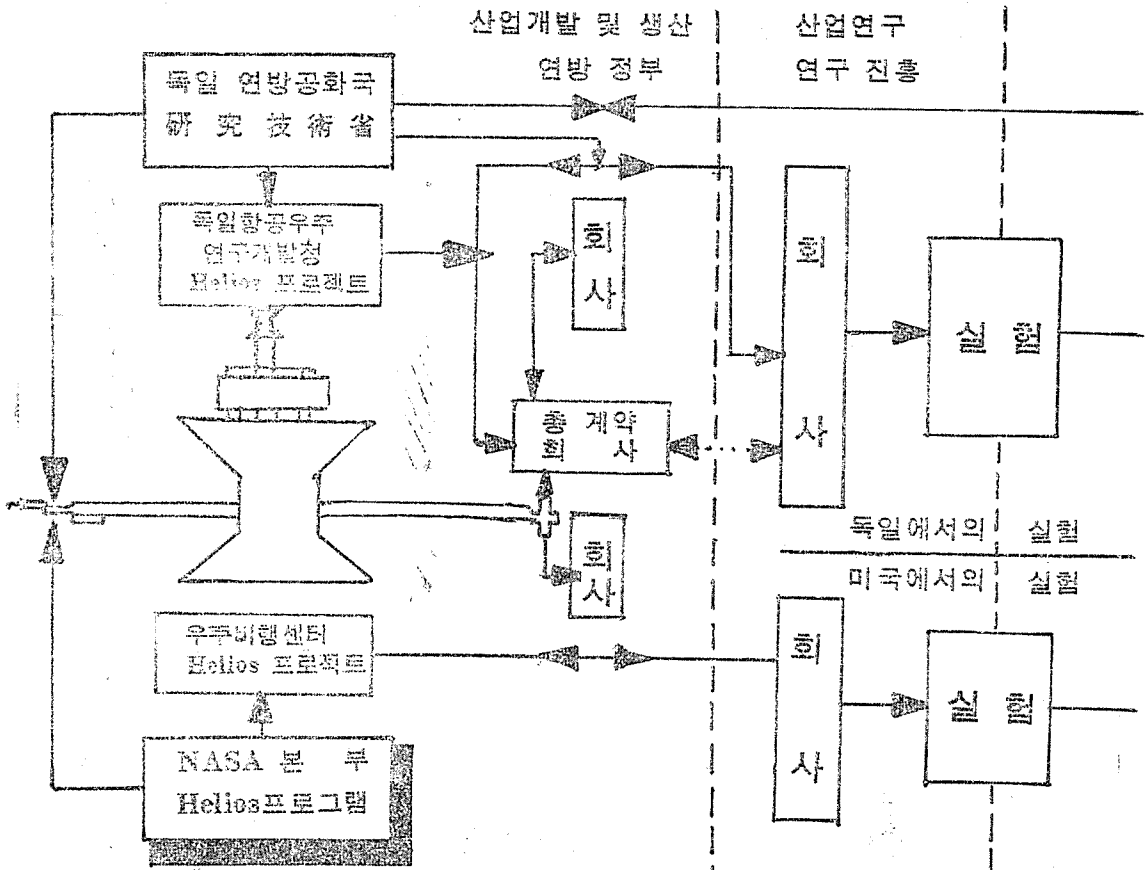 산업개발 및 생산
연방 정부
산업연구
연구 진흥
독일 연방공화국
研究技術省
독일항공우주
연구개발청
Helios 프로젝트
회
사
총 계약
회 사
회
사
회
사
실 험
독일에서의 실험
미국에서의 실험
우주비행센터
Helios 프로젝트
회
사
실 험
NASA 본 부
Helios프로그램